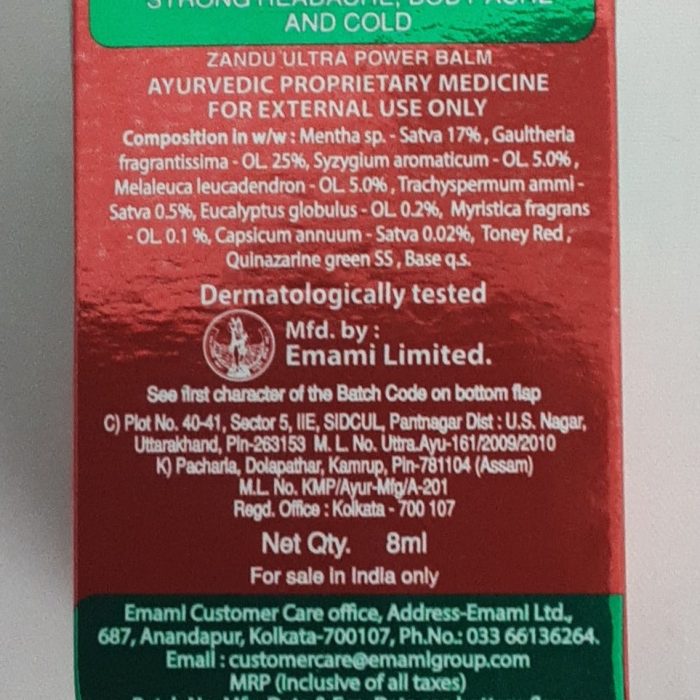 STRONG HEADACHE, BODY ACHE
AND COLD
ZANDU ULTRA POWER BALM
AYURVEDIC PROPRIETARY MEDICINE
FOR EXTERNAL USE ONLY
Composition in w/w : Mentha sp. - Satva 17% , Gaultheria
fragrantissima - OL. 25%, Syzygium aromaticum - OL. 5.0% ,
Melaleuca leucadendron - OL. 5.0% , Trachyspermum ammi -
Satva 0.5%, Eucalyptus globulus - OL. 0.2%, Myristica fragrans
- OL. 0.1 %, Capsicum annuum - Satva 0.02%, Toney Red ,
Quinazarine green SS , Base q.s.
Dermatologically tested
Mfd. by :
Emami Limited.
See first character of the Batch Code on bottom flap
C) Plot No. 40-41, Sector 5, IIE, SIDCUL, Pantnagar Dist : U.S. Nagar,
Uttarakhand, Pin-263153 M. L. No. Uttra.Ayu-161/2009/2010
K) Pacharia, Dolapathar, Kamrup, Pin-781104 (Assam)
M.L. No. KMP/Ayur-Mfg/A-201
Regd. Office : Kolkata - 700 107
Net Qty. 8ml
For sale in India only
Emami Customer Care office, Address-Emami Ltd.,
687, Anandapur, Kolkata-700107, Ph.No.: 033 66136264.
Email : customercare@emamigroup.com
MRP (Inclusive of all taxes)